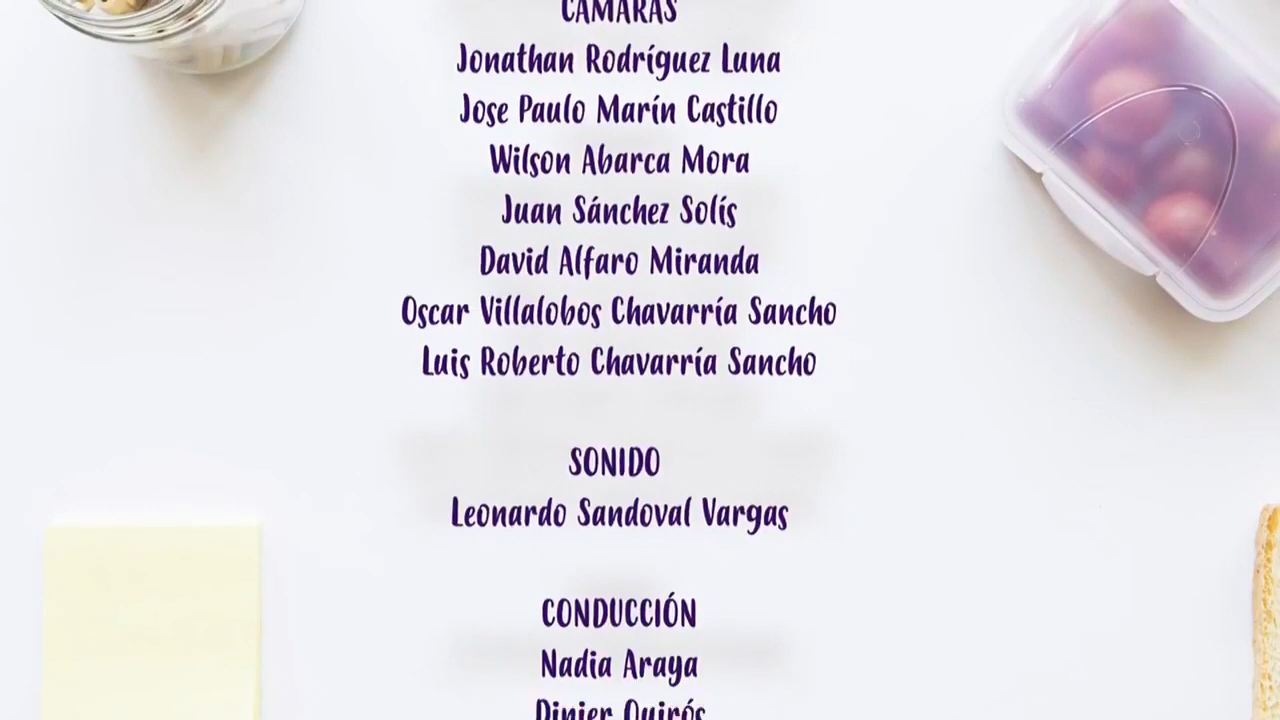 CÁMARAS
Jonathan Rodríguez Luna
Jose Paulo Marín Castillo
Wilson Abarca Mora
Juan Sánchez Solís
David Alfaro Miranda
Oscar Villalobos Chavarría Sancho
Luis Roberto Chavarría Sancho
SONIDO
Leonardo Sandoval Vargas
CONDUCCIÓN
Nadia Araya
Dinier Quirós